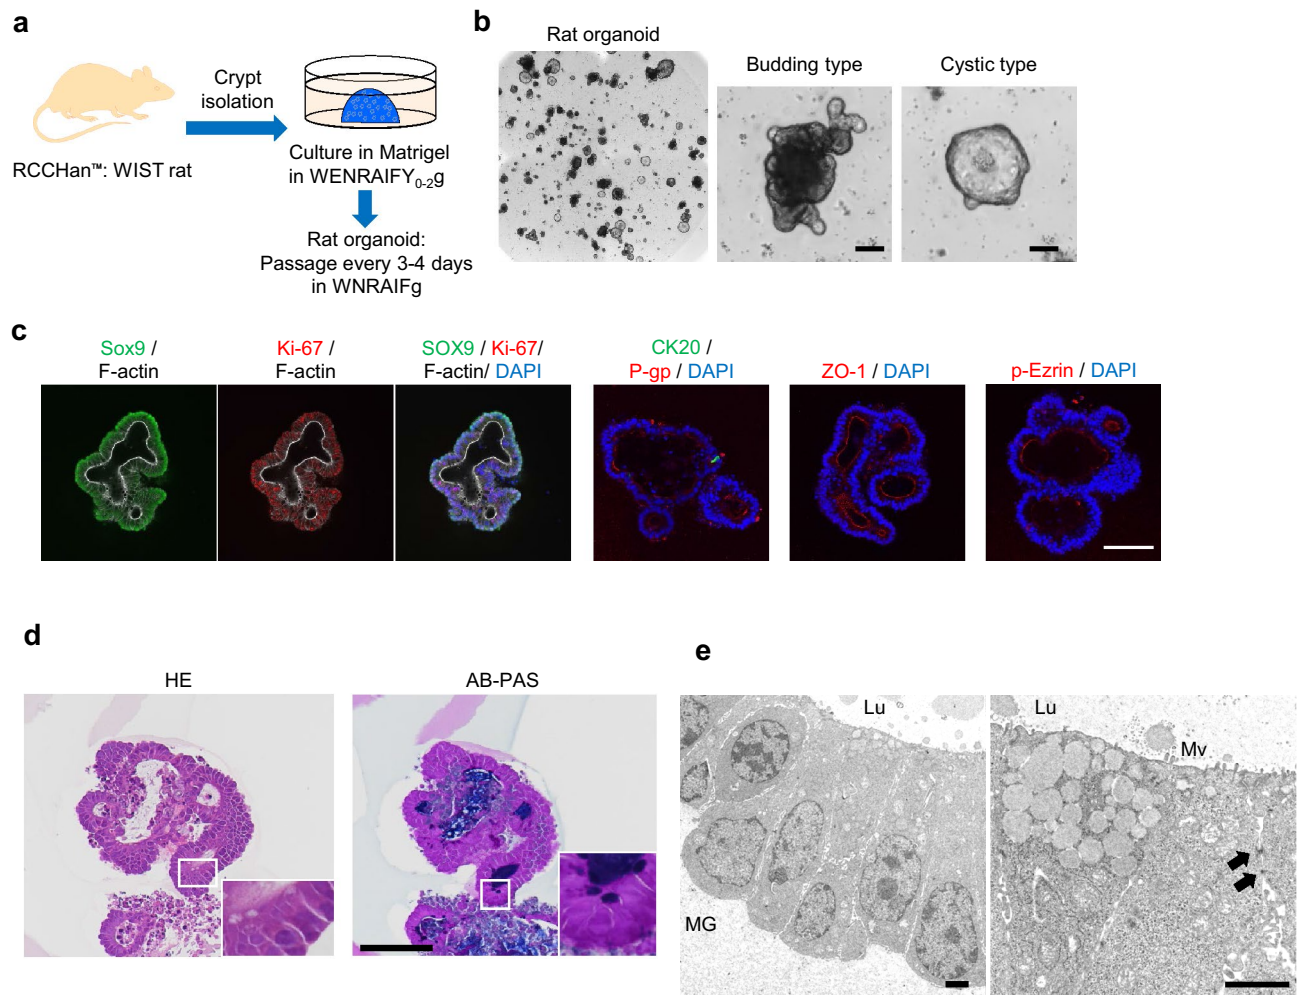 a
Crypt
isolation
RCCHan™: WIST rat
Culture in Matrigel
in WENRAIFY0-2g
Rat organoid:
Passage every 3-4 days
in WNRAIFg
b
Rat organoid
Budding type
Cystic type
c
Sox9 /
F-actin
Ki-67 /
F-actin
SOX9 / Ki-67/
F-actin/ DAPI
CK20 /
P-gp / DAPI
ZO-1 / DAPI
p-Ezrin / DAPI
d
HE
AB-PAS
e
Lu
MG
Lu
Mv